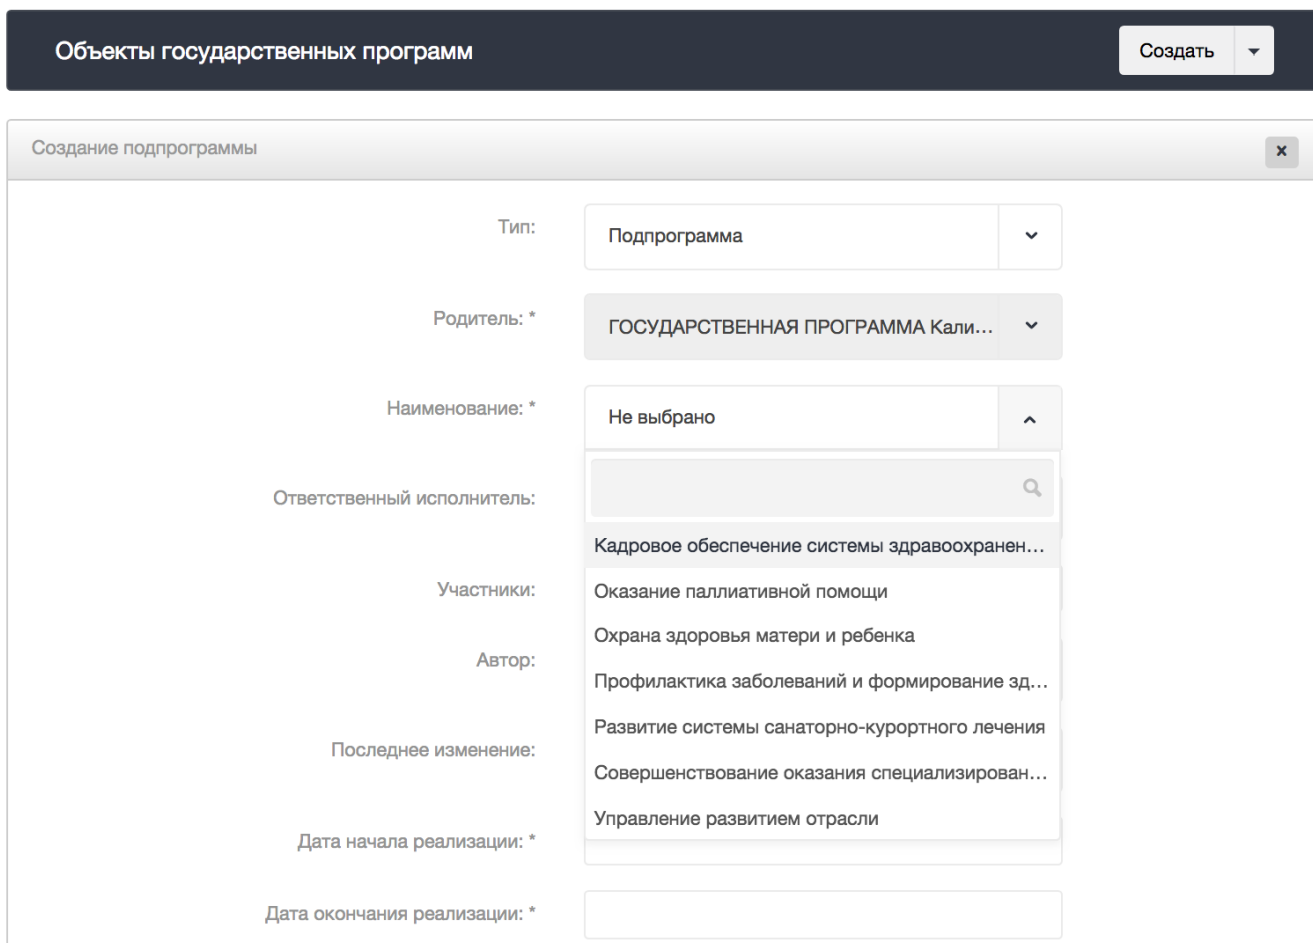 Объекты государственных программ
Создать
Создание подпрограммы
Тип:
Подпрограмма
Родитель: *
ГОСУДАРСТВЕННАЯ ПРОГРАММА Кали...
Наименование: *
Не выбрано
Ответственный исполнитель:
Кадровое обеспечение системы здравоохранен...
Участники:
Оказание паллиативной помощи
Охрана здоровья матери и ребенка
Автор:
Профилактика заболеваний и формирование зд...
Развитие системы санаторно-курортного лечения
Последнее изменение:
Совершенствование оказания специализирован...
Управление развитием отрасли
Дата начала реализации: *
Дата окончания реализации: *